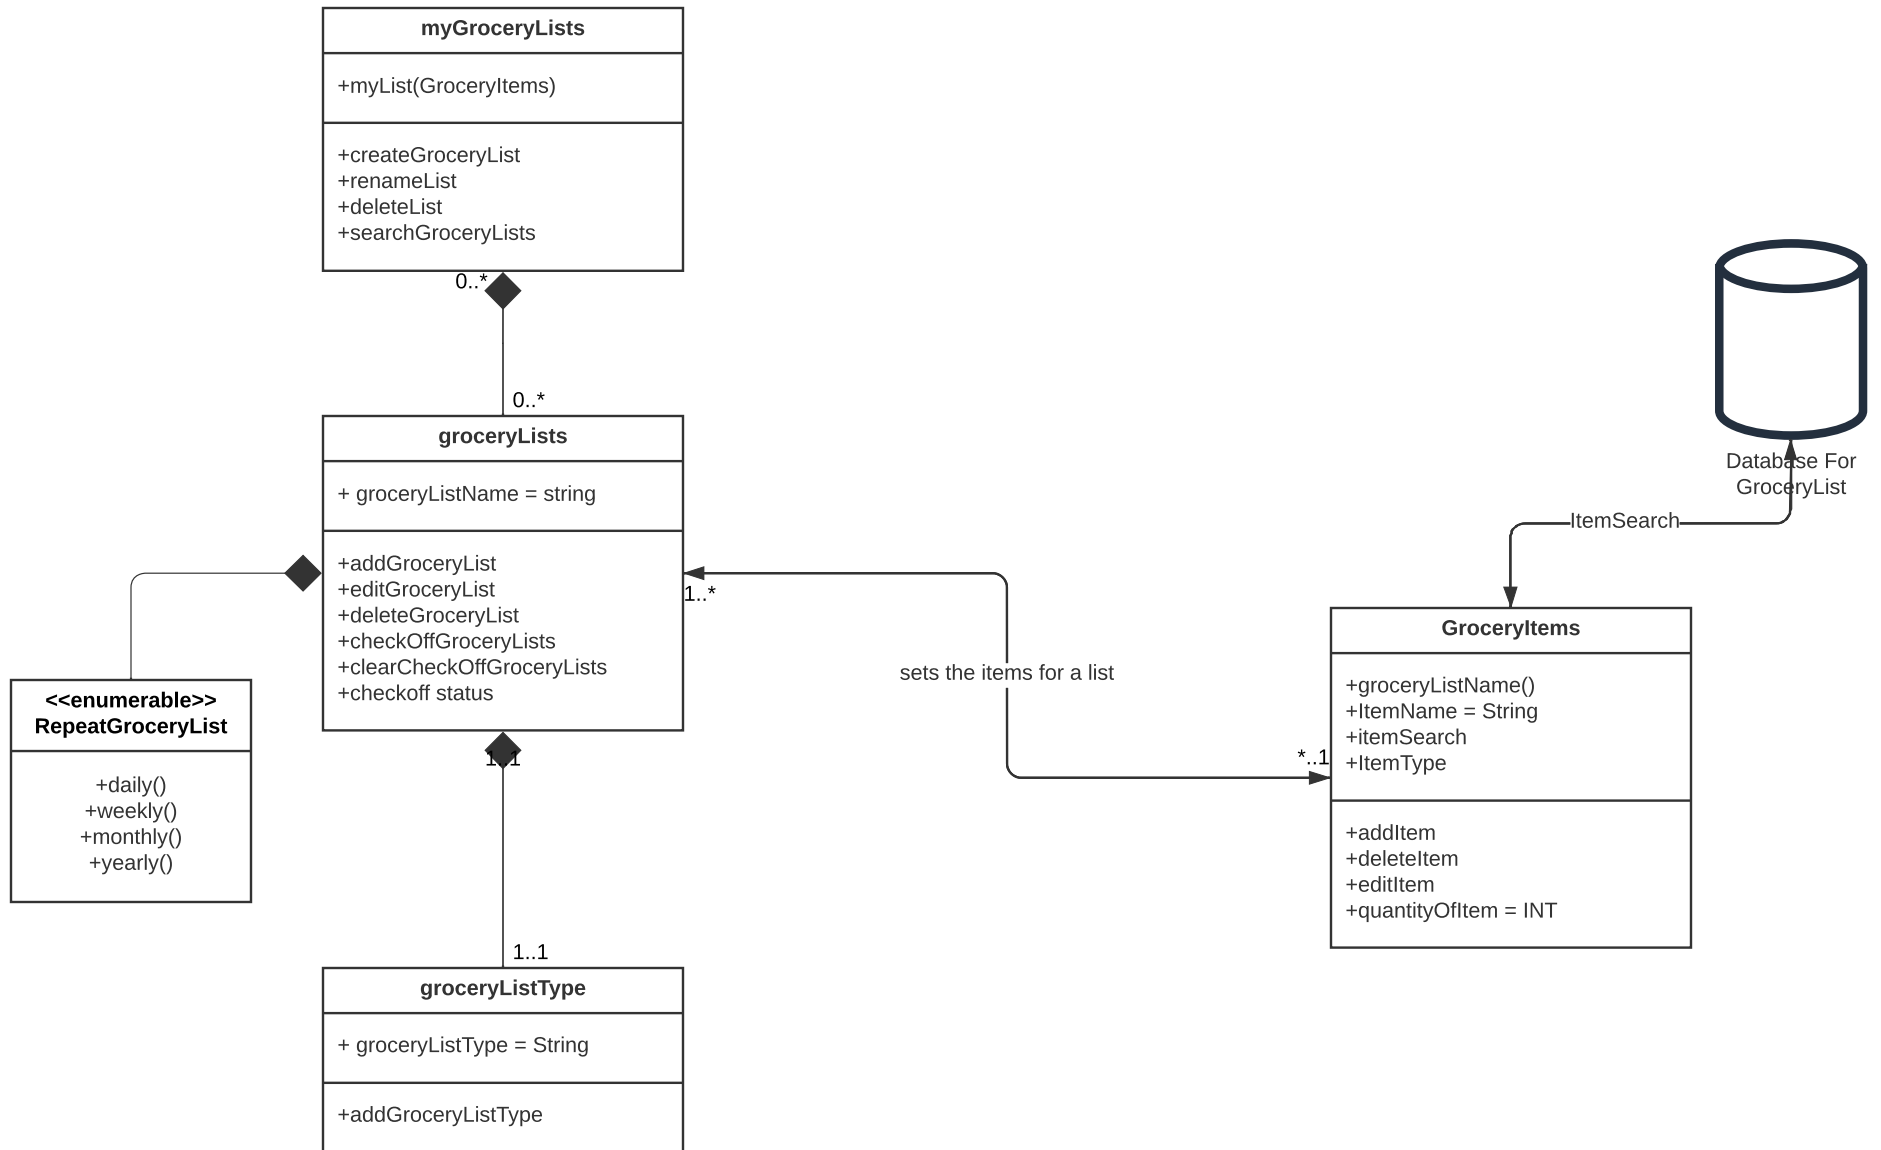 myGroceryLists
+myList(GroceryItems)
+createGroceryList
+renameList
+deleteList
+searchGroceryLists
0..*
0..*
groceryLists
+ groceryListName = string
+addGroceryList
+editGroceryList
+deleteGroceryList
+checkOffGroceryLists
+clearCheckOffGroceryLists
+checkoff status
1..*
1..1
<<enumerable>>
RepeatGroceryList
+daily()
+weekly()
+monthly()
+yearly()
1..1
groceryListType
+ groceryListType = String
+addGroceryListType
sets the items for a list
*..1
Database For
GroceryList
ItemSearch
GroceryItems
+groceryListName()
+ItemName = String
+itemSearch
+ItemType
+addItem
+deleteItem
+editItem
+quantityOfItem = INT